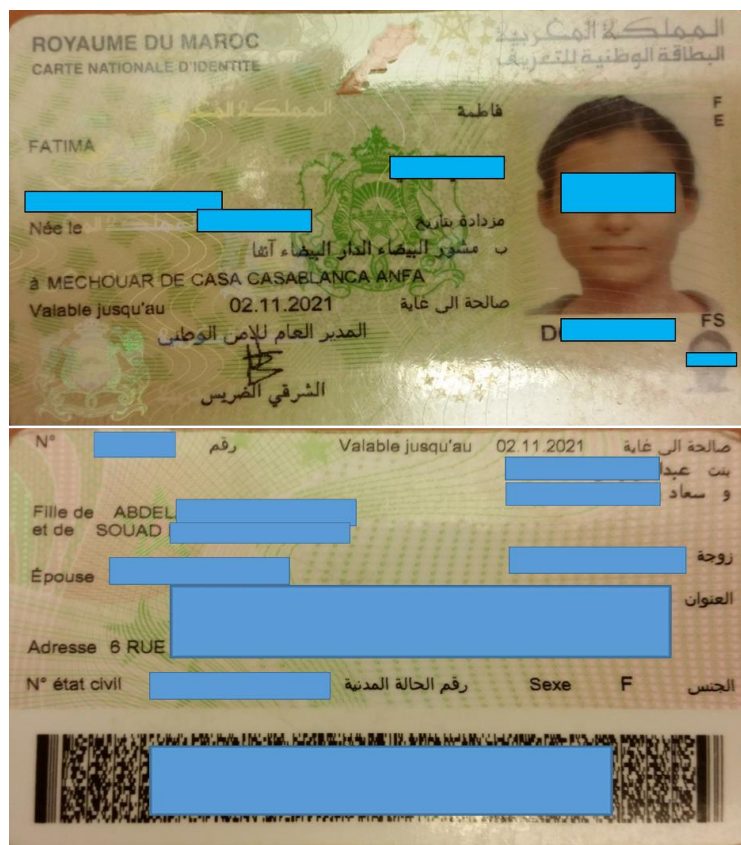 ROYAUME DU MAROC
المملكة المغربية
CARTE NATIONALE D'IDENTITE
البطاقة الوطنية للتعريف
المملكة المغربية
فاطمة
F
E
FATIMA
Née le
مزدادة بتاريخ
ب مشور البيضاء الدار البيضاء آنفا
à MECHOUAR DE CASA CASABLANCA ANFA
Valable jusqu'au 02.11.2021 صالحة الى غاية
FS
المدير العام للامن الوطني
الشرقي الضريس
N° رقم
Valable jusqu'au 02.11.2021 صالحة الى غاية
بنت
Fille de ABDEL
و سعاد
et de SOUAD
زوجة
Épouse
العنوان
Adresse 6 RUE
N° état civil رقم الحالة المدنية Sexe F الجنس